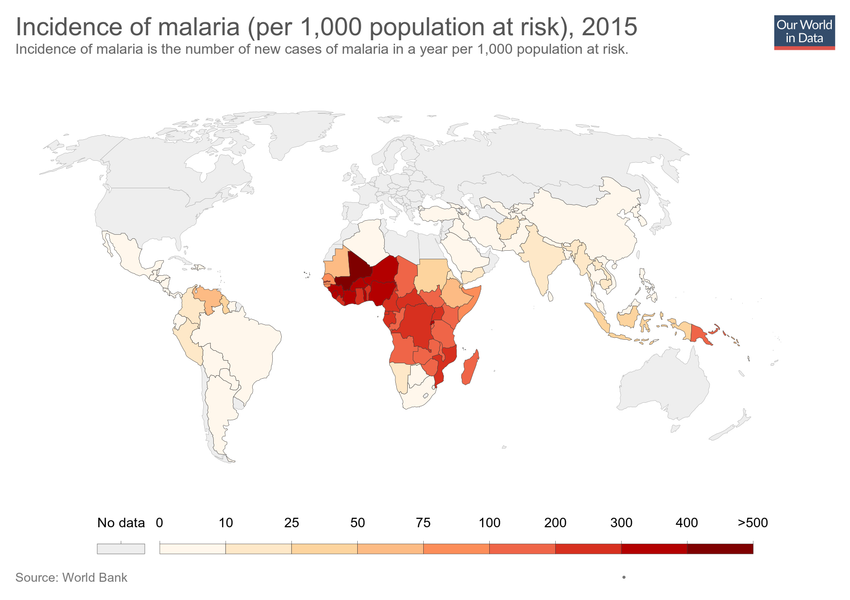 Incidence of malaria (per 1,000 population at risk), 2015
Incidence of malaria is the number of new cases of malaria in a year per 1,000 population at risk.
Our World
in Data
No data 0 10 25 50 75 100 200 300 400 >500
Source: World Bank